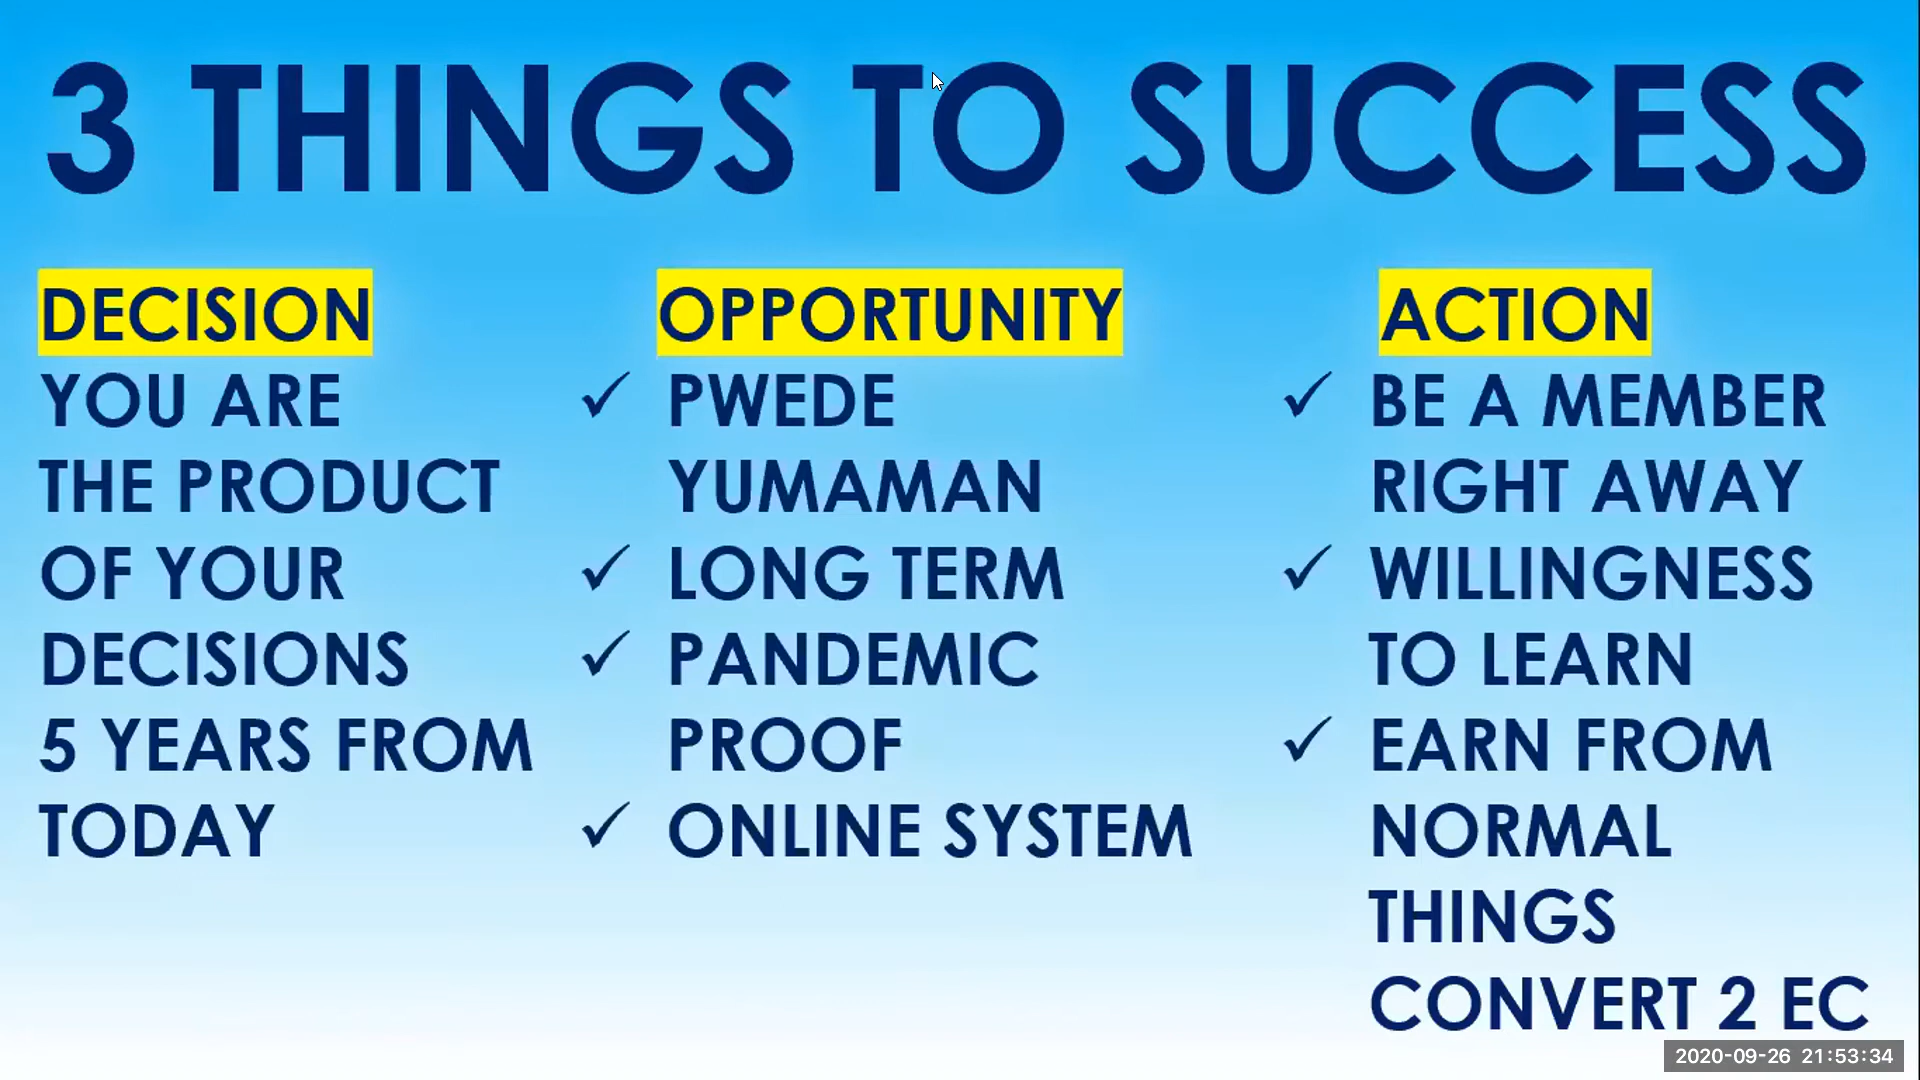 3 THINGS TO SUCCESS
DECISION
YOU ARE
THE PRODUCT
OF YOUR
DECISIONS
5 YEARS FROM
TODAY
OPPORTUNITY
✓ PWEDE
YUMAMAN
✓ LONG TERM
✓ PANDEMIC
PROOF
✓ ONLINE SYSTEM
ACTION
✓ BE A MEMBER
RIGHT AWAY
✓ WILLINGNESS
TO LEARN
✓ EARN FROM
NORMAL
THINGS
CONVERT 2 EC
2020-09-26 21:53:34